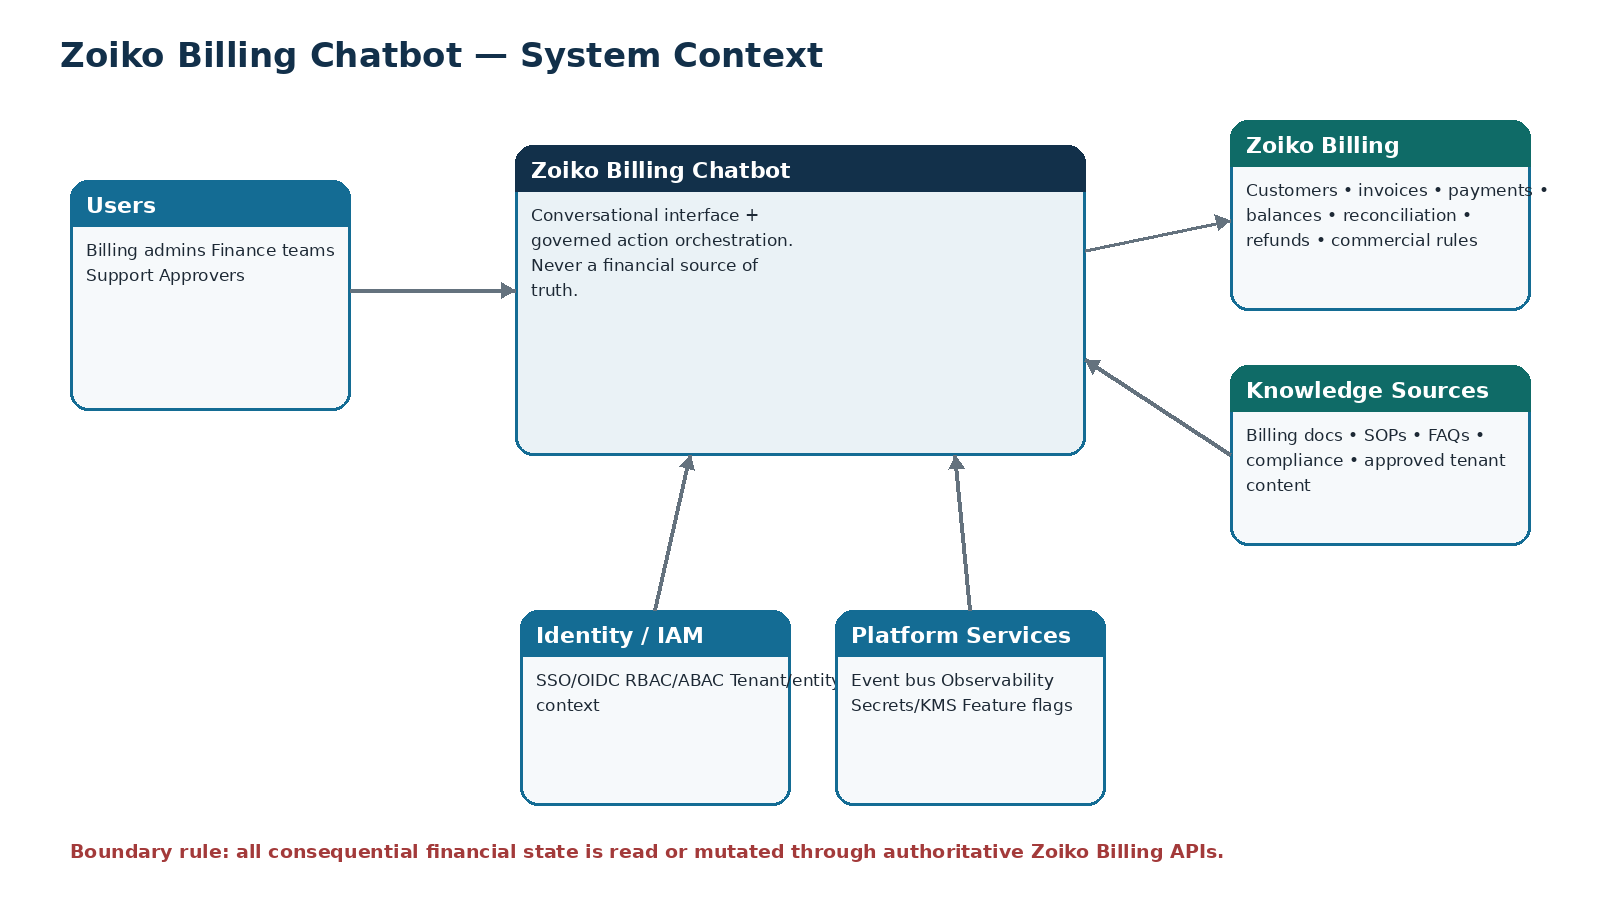 Zoiko Billing Chatbot — System Context
Users
Billing admins Finance teams
Support Approvers
Zoiko Billing Chatbot
Conversational interface +
governed action orchestration.
Never a financial source of
truth.
Zoiko Billing
Customers • invoices • payments •
balances • reconciliation •
refunds • commercial rules
Knowledge Sources
Billing docs • SOPs • FAQs •
compliance • approved tenant
content
Identity / IAM
SSO/OIDC RBAC/ABAC Tenant/entity
context
Platform Services
Event bus Observability
Secrets/KMS Feature flags
Boundary rule: all consequential financial state is read or mutated through authoritative Zoiko Billing APIs.